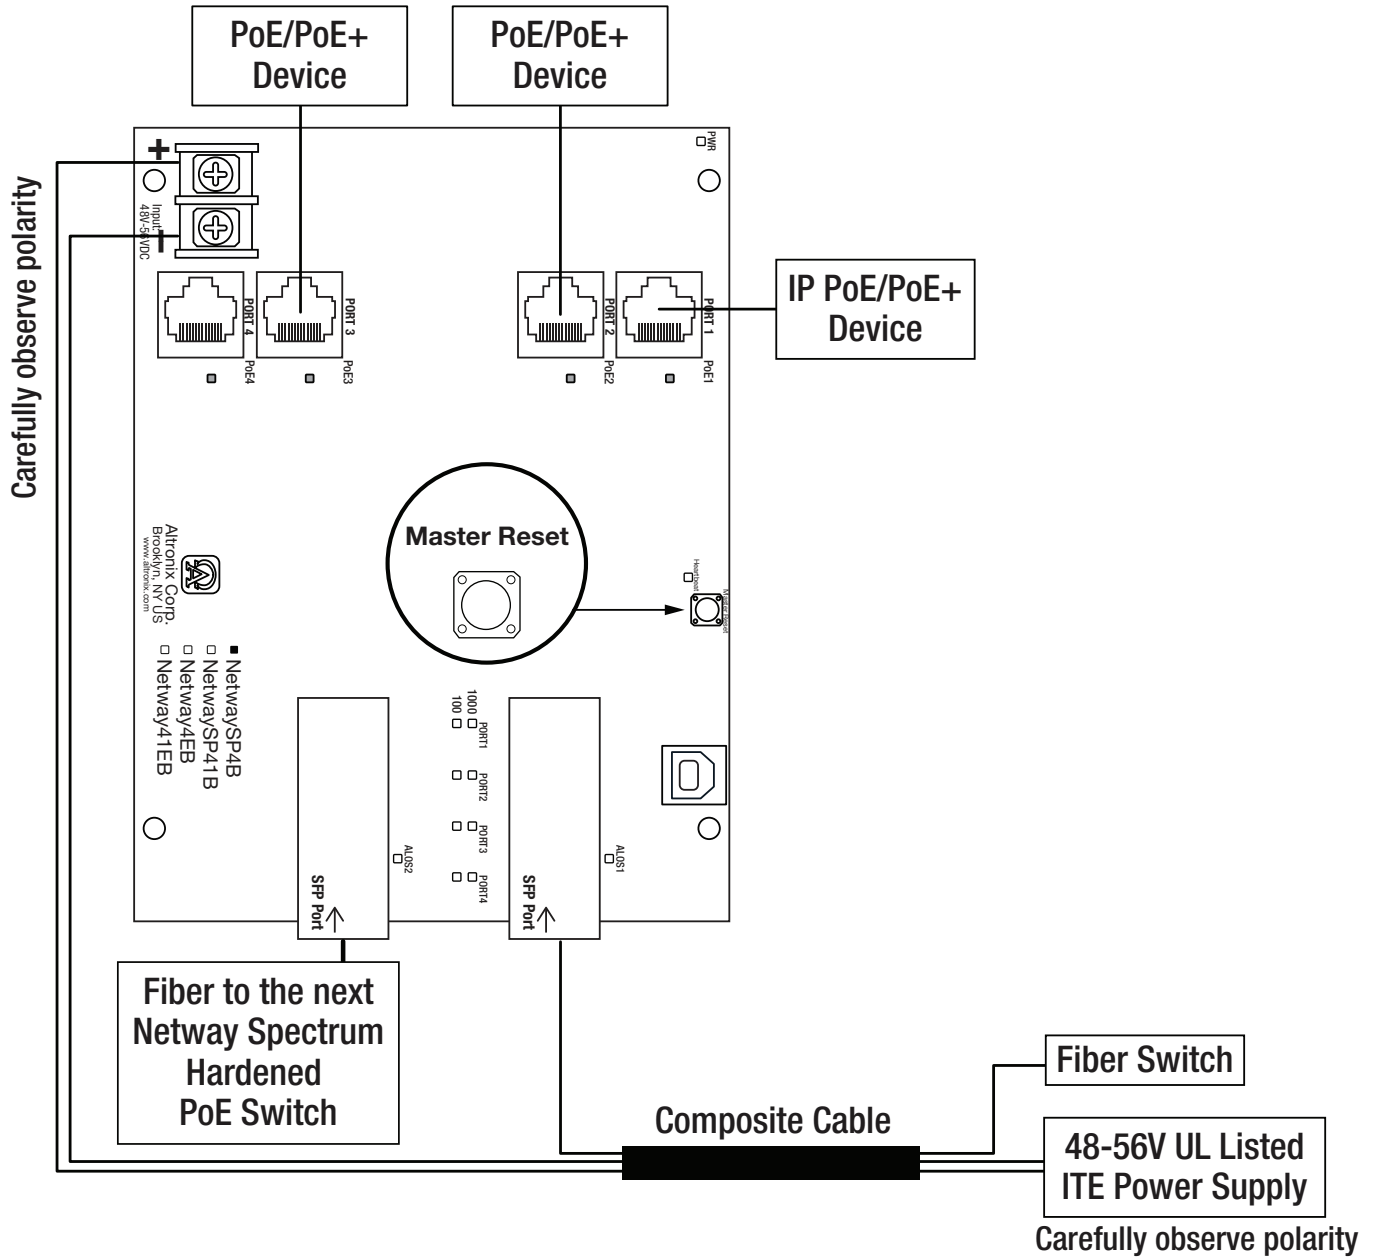 PoE/PoE+
Device
PoE/PoE+
Device
PWR
+
Input:
48V-56VDC
Carefully observe polarity
IP PoE/PoE+
Device
PORT 4
PORT 3
PORT 2
PORT 1
PoE4
PoE3
PoE2
PoE1
Master Reset
Heartbeat
Master Reset
Altronix Corp.
Brooklyn, NY US
www.altronix.com
NetwaySP4B
NetwaySP41B
Netway4EB
Netway41EB
1000
100
PORT1
PORT2
PORT3
PORT4
ALOS2
ALOS1
SFP Port
SFP Port
Fiber to the next
Netway Spectrum
Hardened
PoE Switch
Composite Cable
Fiber Switch
48-56V UL Listed
ITE Power Supply
Carefully observe polarity